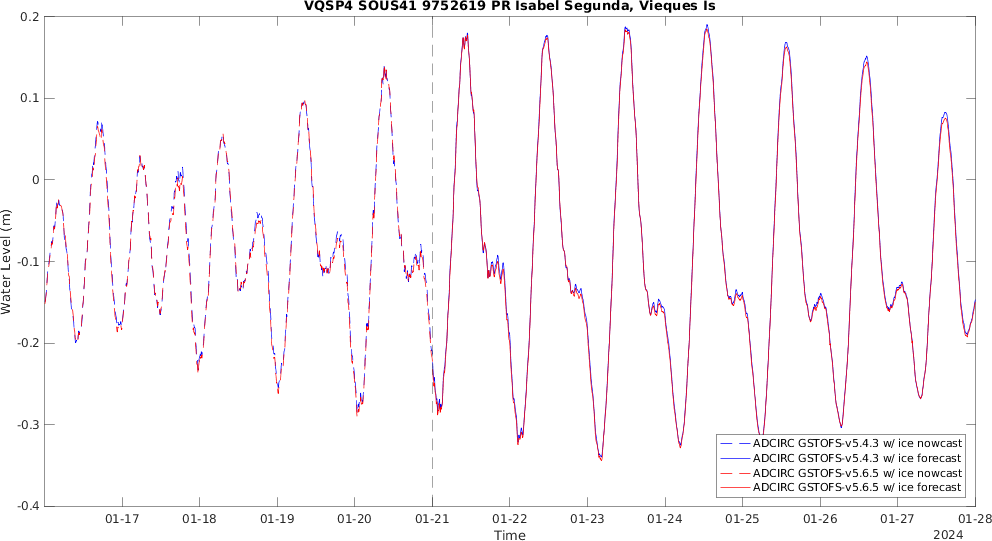 VQSP4 SOUS41 9752619 PR Isabel Segunda, Vieques Is
0.2
0.1
0
-0.1
-0.2
-0.3
-0.4
Water Level (m)
ADCIRC GSTOFS-v5.4.3 w/ ice nowcast
ADCIRC GSTOFS-v5.4.3 w/ ice forecast
ADCIRC GSTOFS-v5.6.5 w/ ice nowcast
ADCIRC GSTOFS-v5.6.5 w/ ice forecast
01-17 01-18 01-19 01-20 01-21 01-22 01-23 01-24 01-25 01-26 01-27 01-28
Time
2024